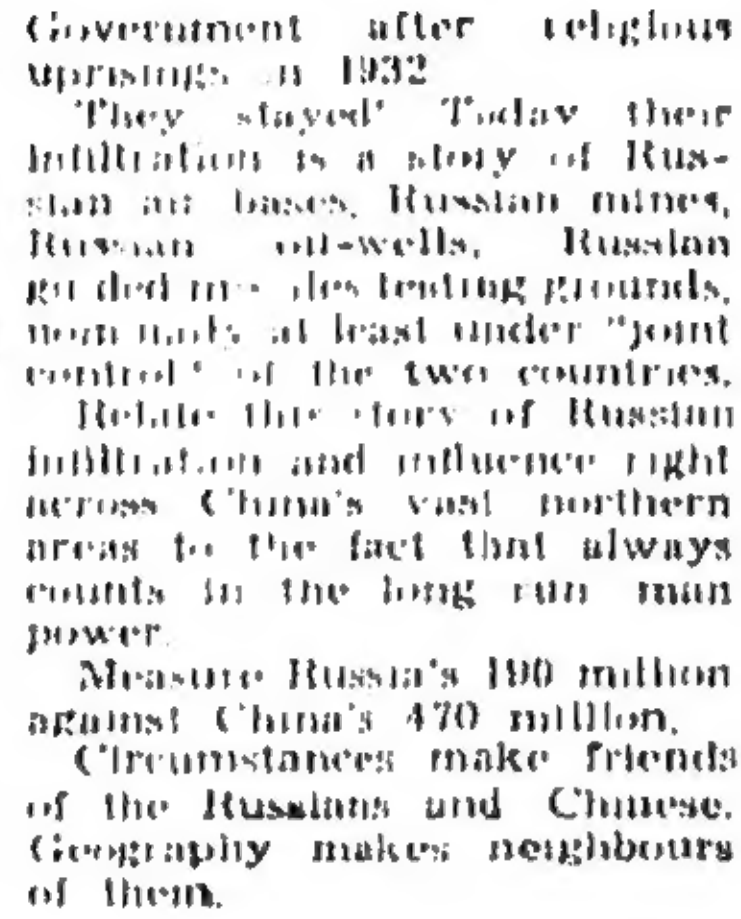 Government after religious
uprisings in 1932
They stayed! Today their
infiltration is a story of Rus-
sian air bases, Russian mines,
Russian oil-wells, Russian
guided missiles testing grounds,
nominally at least under "joint
control" of the two countries.
Relate this story of Russian
infiltration and influence right
across China's vast northern
areas to the fact that always
counts in the long run man
power.
Measure Russia's 190 million
against China's 470 million.
Circumstances make friends
of the Russians and Chinese.
Geography makes neighbours
of them.